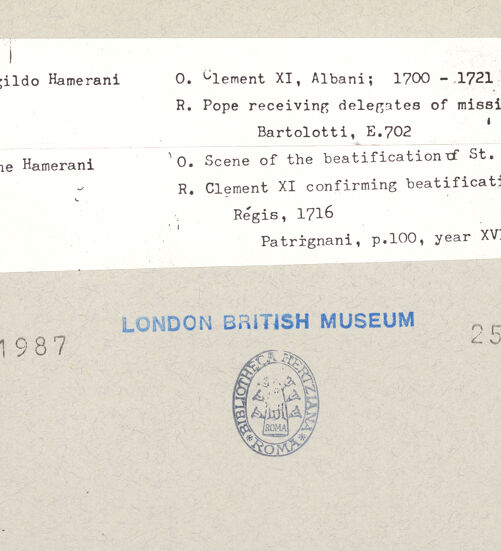 gildo Hamerani O. Clement XI, Albani; 1700 - 1721
R. Pope receiving delegates of missi
Bartolotti, E.702
ne Hamerani O. Scene of the beatification of St.
R. Clement XI confirming beatificati
Régis, 1716
Patrignani, p.100, year XVI
LONDON BRITISH MUSEUM
1987 25
BIBLIOTHECA HERTZIANA
ROMA
*ROMA*